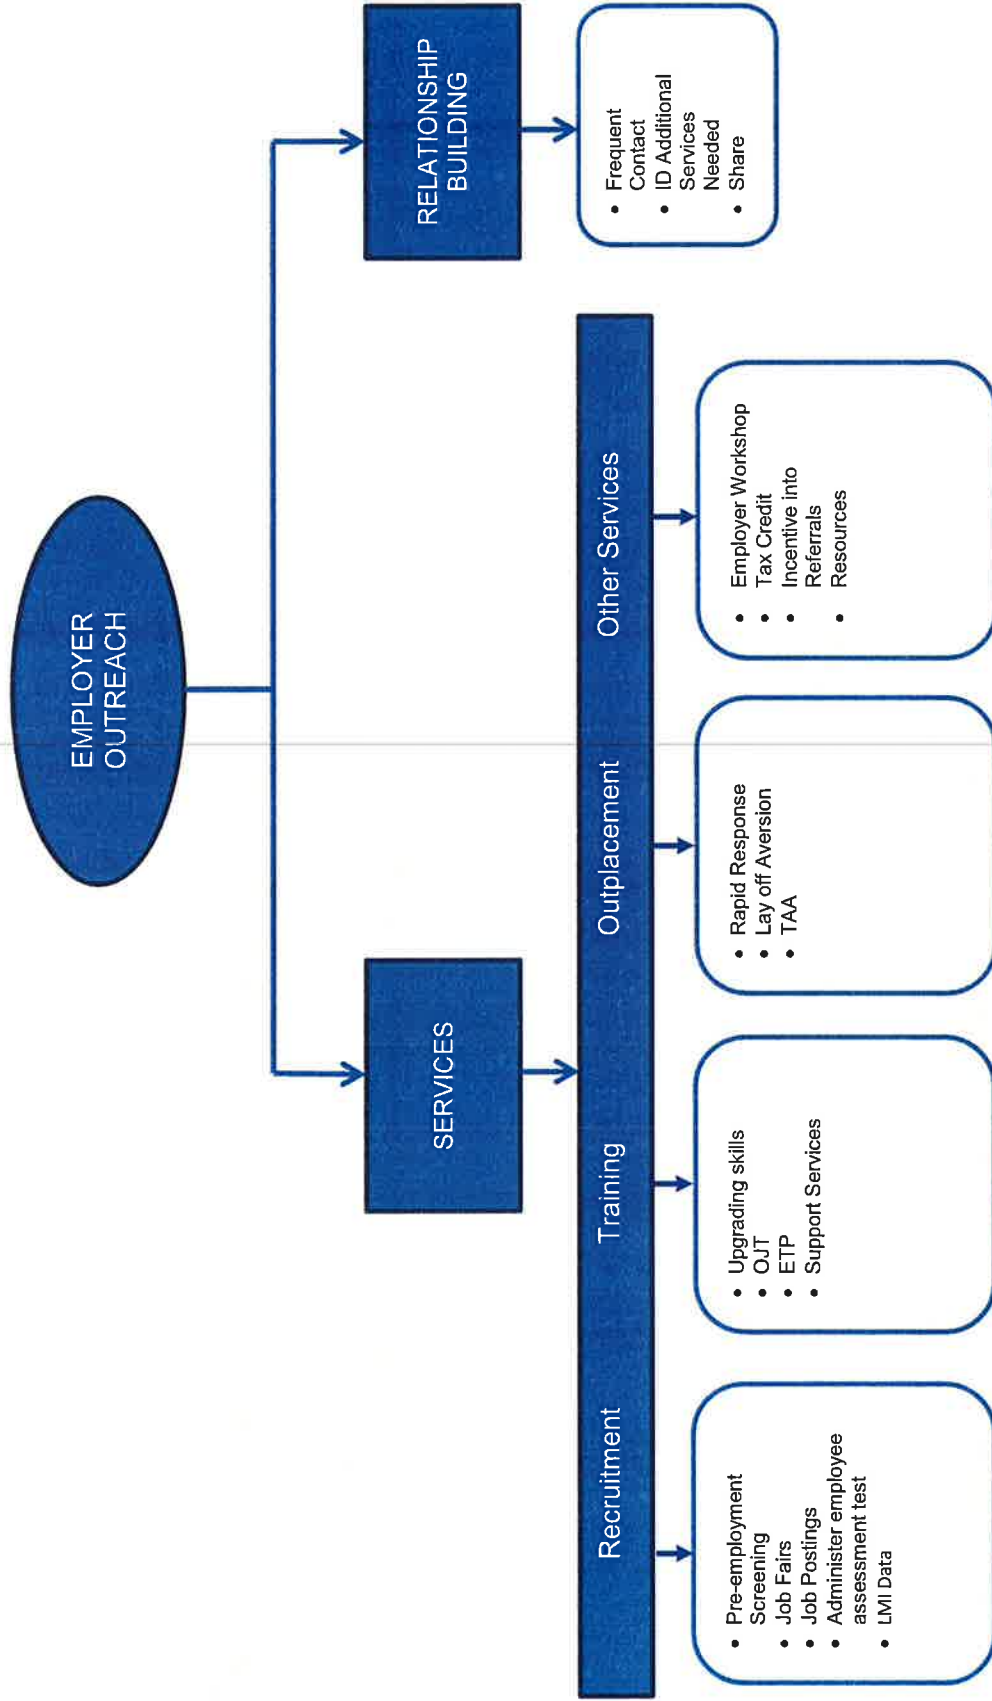 EMPLOYER
OUTREACH
SERVICES
RELATIONSHIP
BUILDING
• Frequent
Contact
• ID Additional
Services
Needed
• Share
Recruitment
Training
Outplacement
Other Services
• Pre-employment
Screening
• Job Fairs
• Job Postings
• Administer employee
assessment test
• LMI Data
• Upgrading skills
• OJT
• ETP
• Support Services
• Rapid Response
• Lay off Aversion
• TAA
• Employer Workshop
• Tax Credit
• Incentive into
Referrals
• Resources